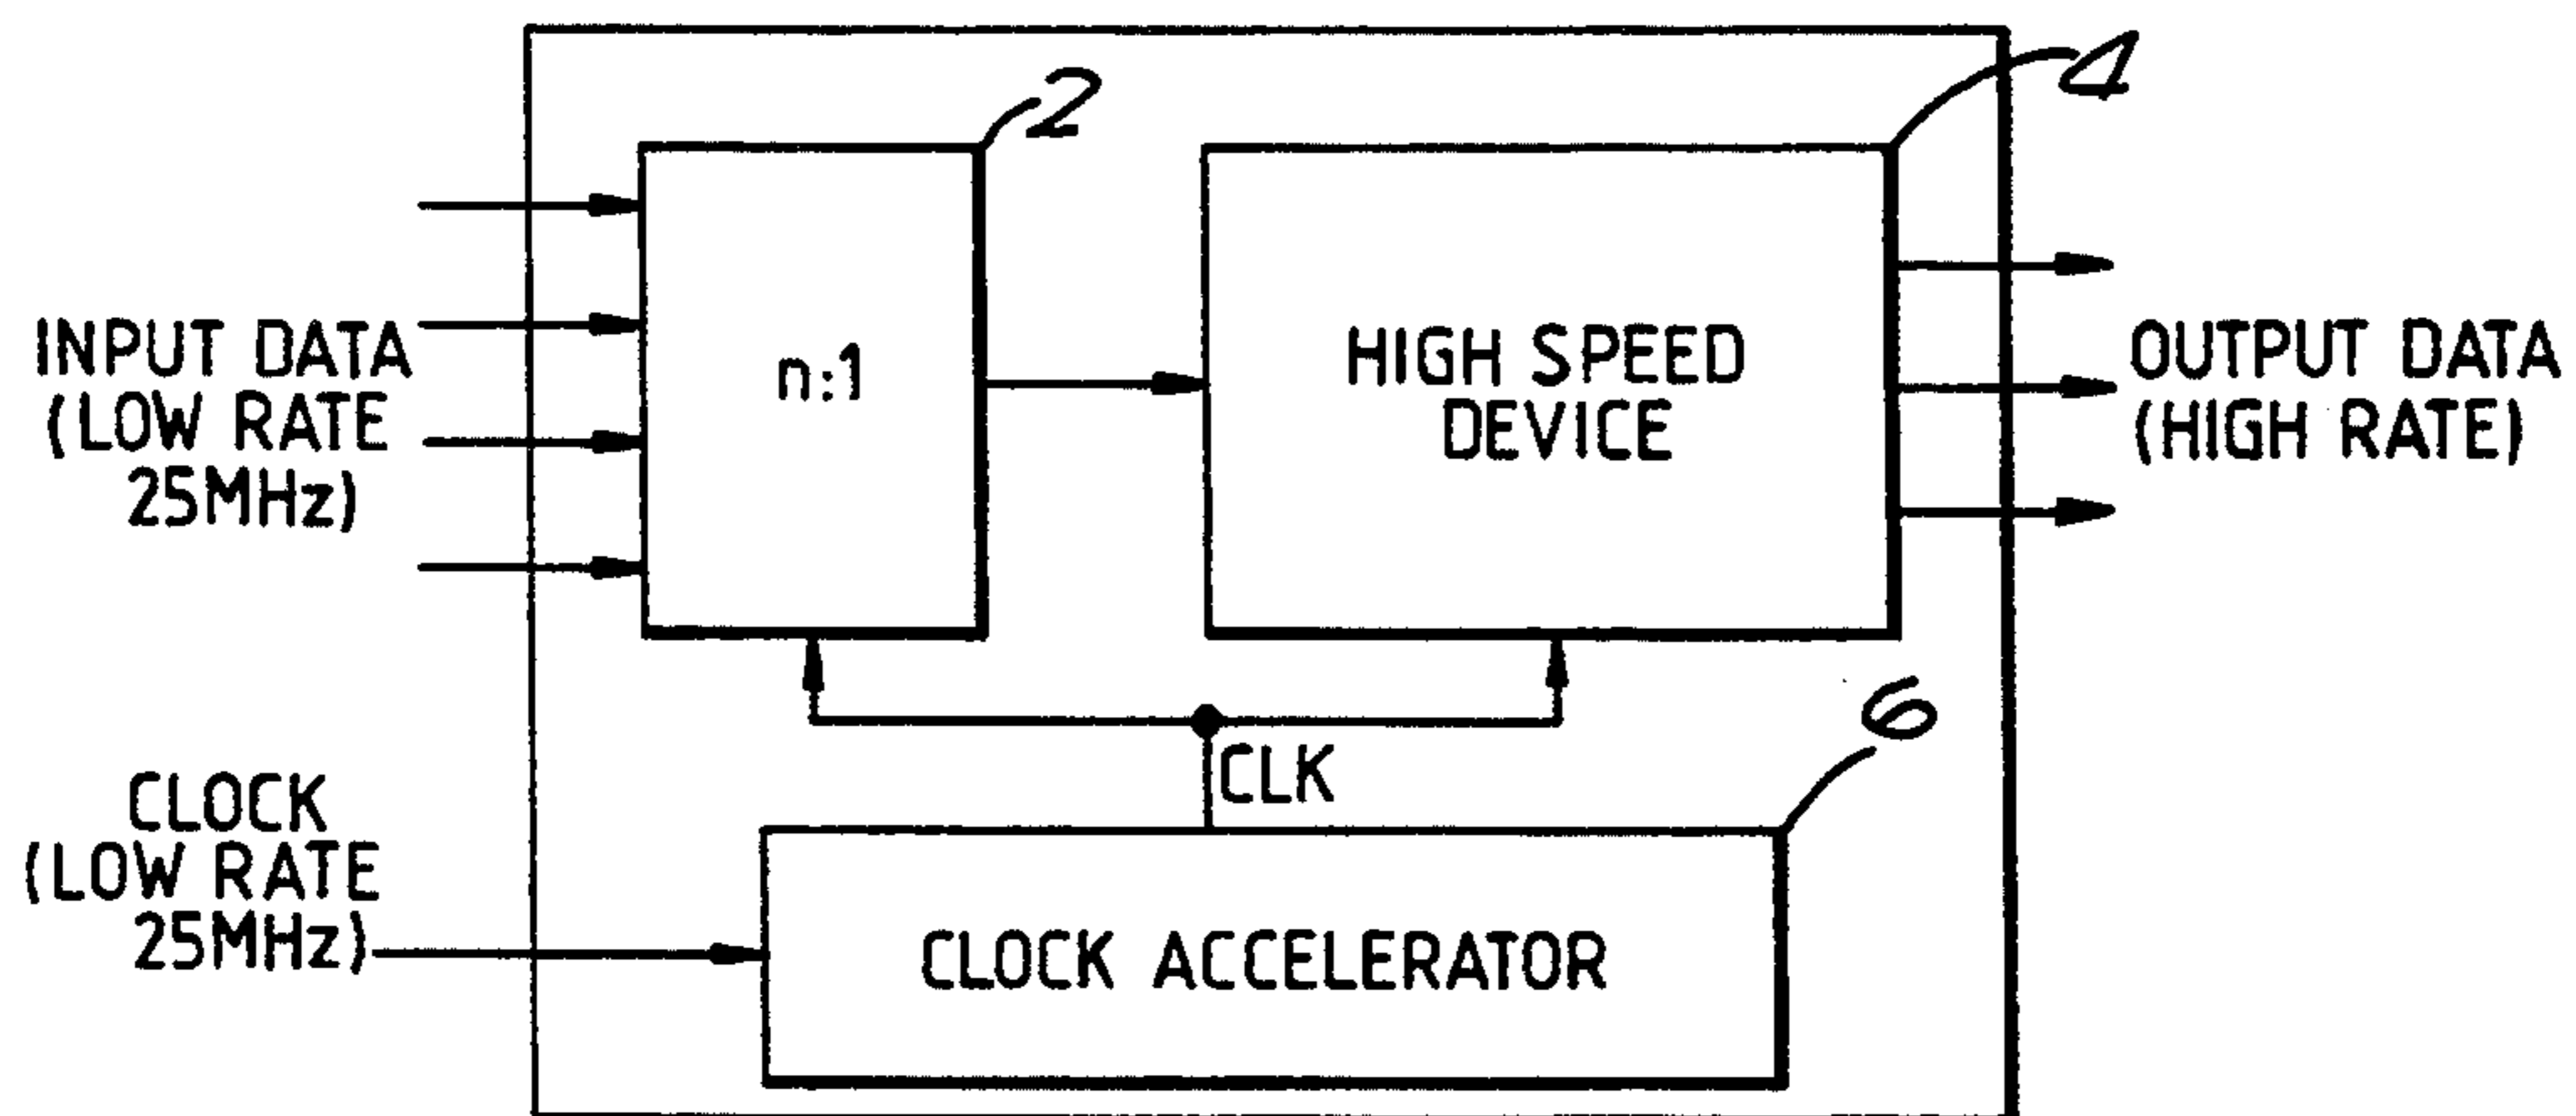 2
4
INPUT DATA
(LOW RATE
25MHz)
n:1
HIGH SPEED
DEVICE
OUTPUT DATA
(HIGH RATE)
CLK
6
CLOCK
(LOW RATE
25MHz)
CLOCK ACCELERATOR